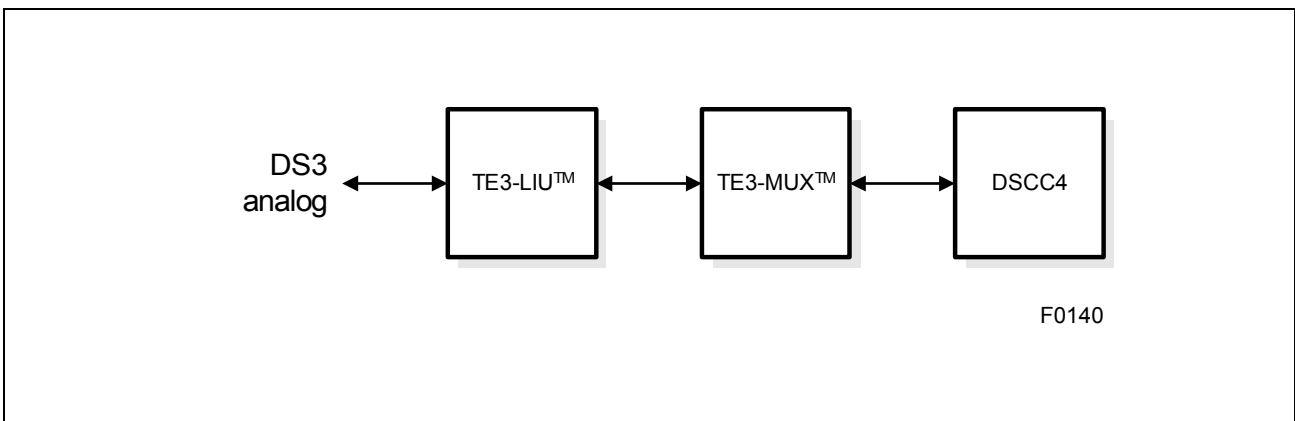 DS3
analog
TE3-LIU™
TE3-MUX™
DSCC4
F0140